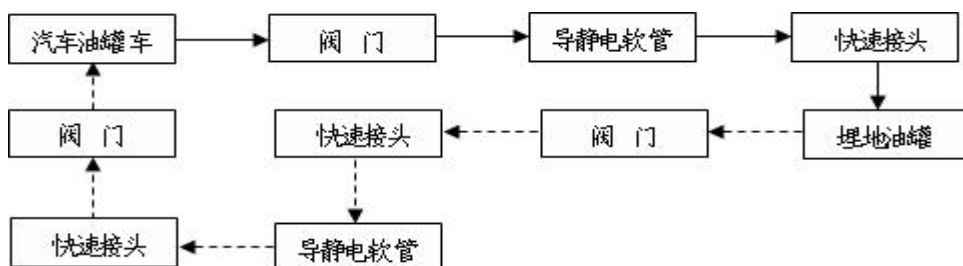 汽车油罐车
阀 门
导静电软管
快速接头
阀 门
快速接头
阀 门
埋地油罐
快速接头
导静电软管